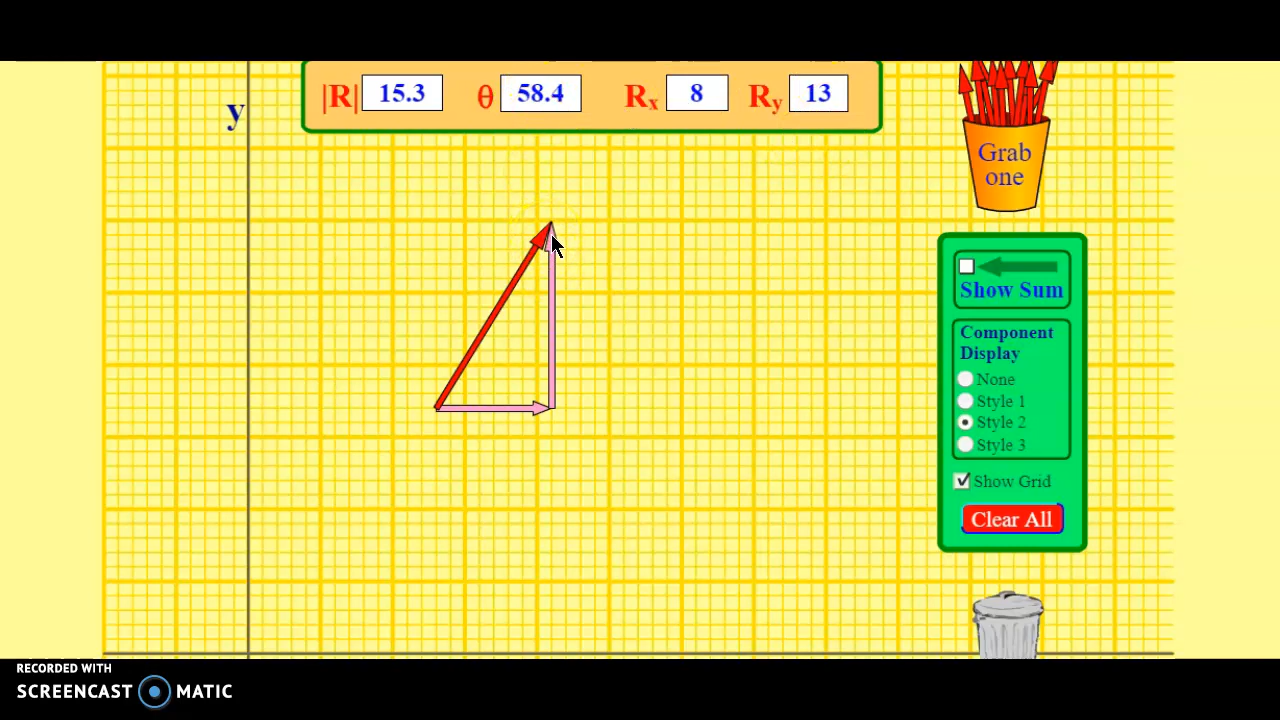 |R| 15.3 θ 58.4 Rx 8 Ry 13
y
Grab
one
Show Sum
Component
Display
None
Style 1
Style 2
Style 3
Show Grid
Clear All
RECORDED WITH
SCREENCAST MATIC